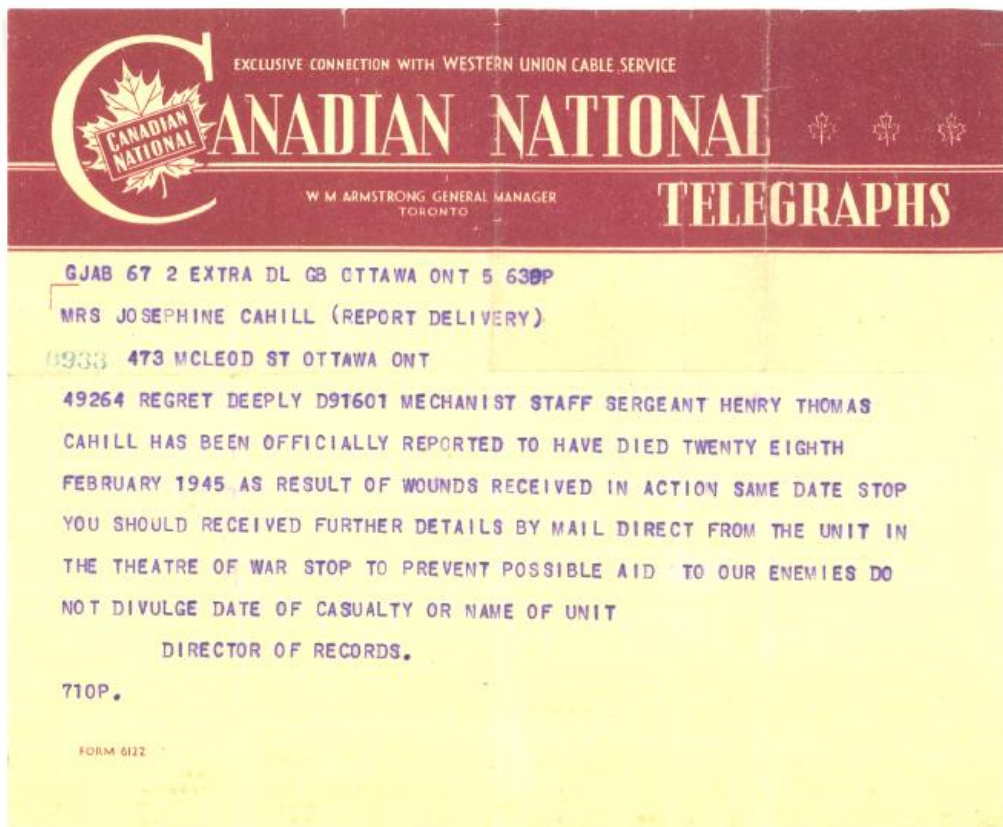 EXCLUSIVE CONNECTION WITH WESTERN UNION CABLE SERVICE
CANADIAN NATIONAL
CANADIAN NATIONAL
W M ARMSTRONG GENERAL MANAGER
TORONTO
TELEGRAPHS
GJAB 67 2 EXTRA DL GB OTTAWA ONT 5
MRS JOSEPHINE CAHILL (REPORT DELIVERY)
0933 473 MCLEOD ST OTTAWA ONT
49264 REGRET DEEPLY D91601 MECHANIST STAFF SERGEANT HENRY THOMAS
CAHILL HAS BEEN OFFICIALLY REPORTED TO HAVE DIED TWENTY EIGHTH
FEBRUARY 1945 AS RESULT OF WOUNDS RECEIVED IN ACTION SAME DATE STOP
YOU SHOULD RECEIVED FURTHER DETAILS BY MAIL DIRECT FROM THE UNIT IN
THE THEATRE OF WAR STOP TO PREVENT POSSIBLE AID TO OUR ENEMIES DO
NOT DIVULGE DATE OF CASUALTY OR NAME OF UNIT
DIRECTOR OF RECORDS.
710P.
FORM 6122